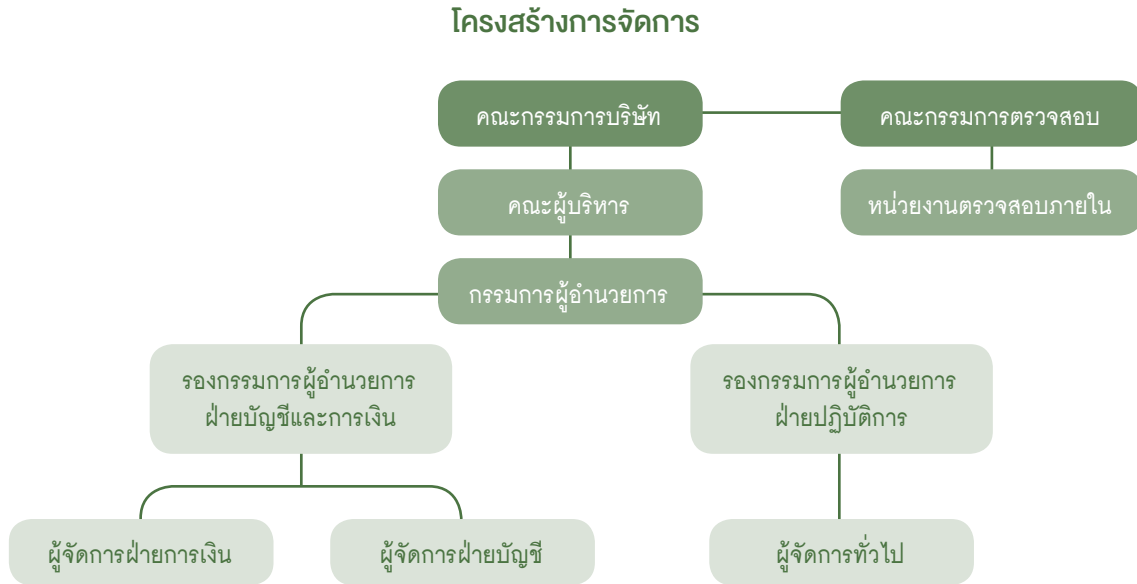 โครงสร้างการจัดการ
คณะกรรมการบริษัท
คณะกรรมการตรวจสอบ
คณะผู้บริหาร
หน่วยงานตรวจสอบภายใน
กรรมการผู้อำนวยการ
รองกรรมการผู้อำนวยการ
ฝ่ายบัญชีและการเงิน
รองกรรมการผู้อำนวยการ
ฝ่ายปฏิบัติการ
ผู้จัดการฝ่ายการเงิน
ผู้จัดการฝ่ายบัญชี
ผู้จัดการทั่วไป